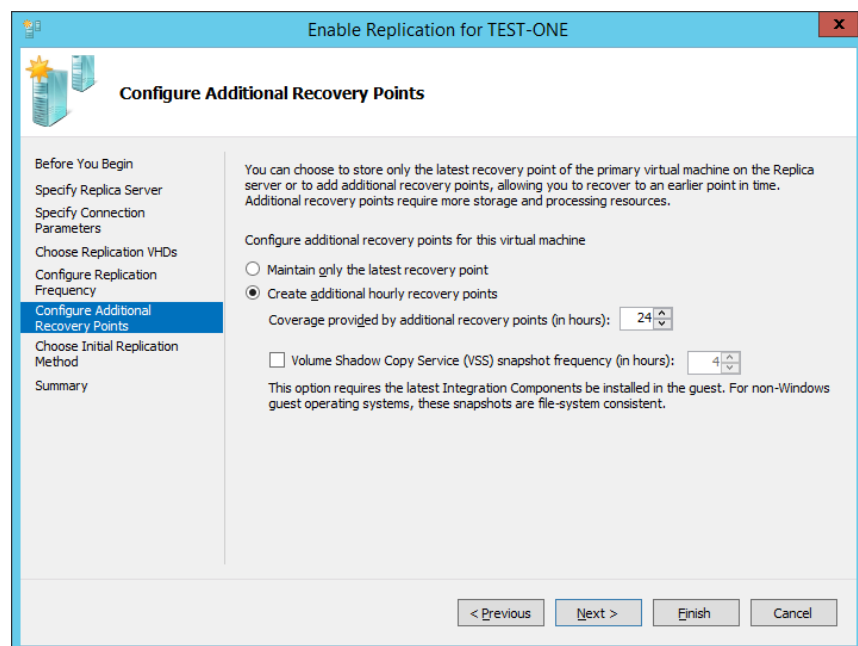 Enable Replication for TEST-ONE
x
Configure Additional Recovery Points
Before You Begin
Specify Replica Server
Specify Connection
Parameters
Choose Replication VHDs
Configure Replication
Frequency
Configure Additional
Recovery Points
Choose Initial Replication
Method
Summary
You can choose to store only the latest recovery point of the primary virtual machine on the Replica
server or to add additional recovery points, allowing you to recover to an earlier point in time.
Additional recovery points require more storage and processing resources.
Configure additional recovery points for this virtual machine
Maintain only the latest recovery point
Create additional hourly recovery points
Coverage provided by additional recovery points (in hours): 24
Volume Shadow Copy Service (VSS) snapshot frequency (in hours): 4
This option requires the latest Integration Components be installed in the guest. For non-Windows
guest operating systems, these snapshots are file-system consistent.
< Previous Next > Finish Cancel